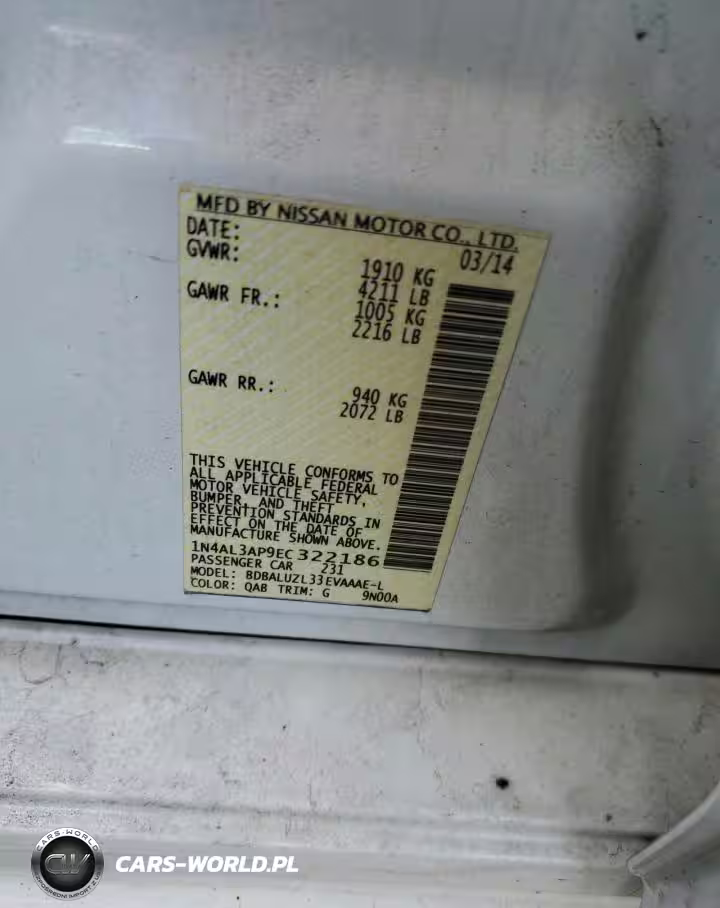 MFD BY NISSAN MOTOR CO., LTD.
DATE: 03/14
GVWR: 1910 KG
4211 LB
GAWR FR.: 1005 KG
2216 LB
GAWR RR.: 940 KG
2072 LB
THIS VEHICLE CONFORMS TO
ALL APPLICABLE FEDERAL
MOTOR VEHICLE SAFETY,
BUMPER, AND THEFT
PREVENTION STANDARDS IN
EFFECT ON THE DATE OF
MANUFACTURE SHOWN ABOVE.
1N4AL3AP9EC322186
PASSENGER CAR 231
MODEL: BDBALUZL33EVAAAE-L
COLOR: QAB TRIM: G 9N00A
CARS-WORLD
CW
CARS-WORLD.PL